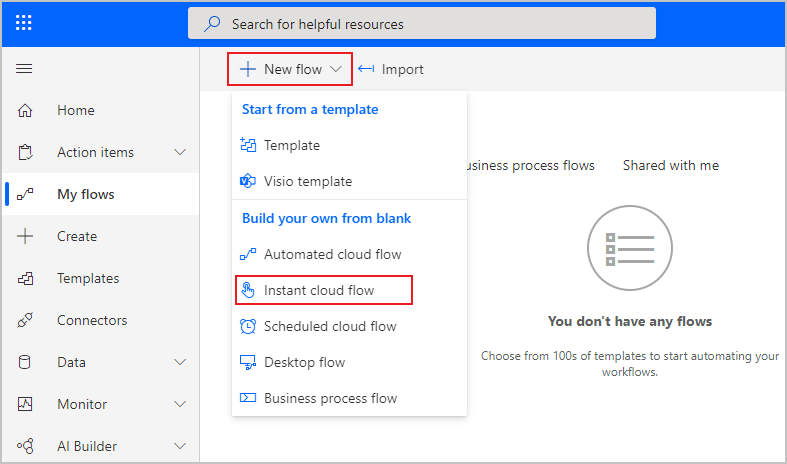 Search for helpful resources
New flow
Import
Home
Action items
My flows
Create
Templates
Connectors
Data
Monitor
AI Builder
Start from a template
Template
Visio template
Build your own from blank
Automated cloud flow
Instant cloud flow
Scheduled cloud flow
Desktop flow
Business process flow
usiness process flows
Shared with me
You don't have any flows
Choose from 100s of templates to start automating your
workflows.